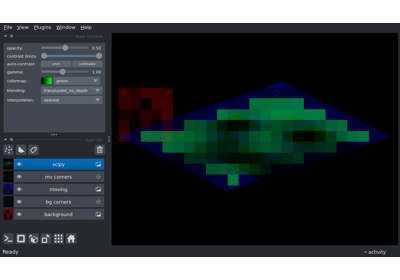 File View Plugins Window Help
opacity: 0.50
contrast limits:
auto-contrast: once continuous
gamma: 1.00
colormap: green
blending: translucent_no_depth
interpolation: nearest
scipy
mv corners
moving
bg corners
background
Ready
activity